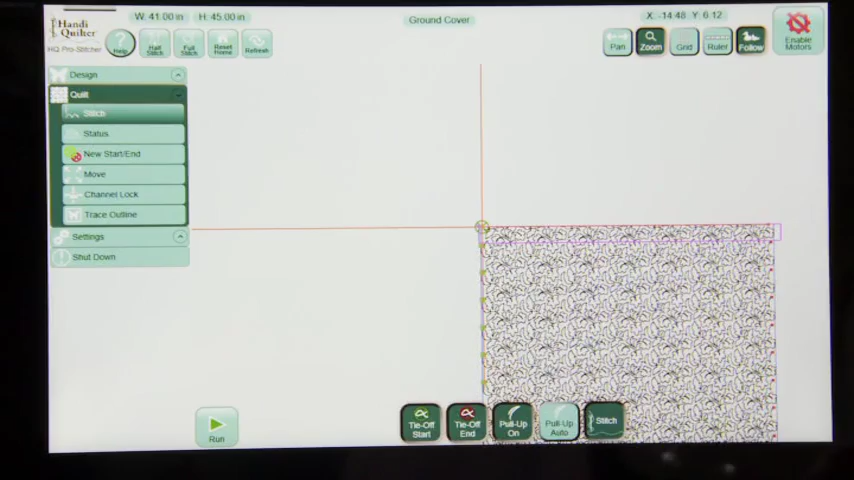 W: 41.00 in H: 45.00 in
Ground Cover
X: -14:48 Y: 6.12
Handi
Quilter
HQ Pro-Stitcher
Help
Half
Stitch
Full
Stitch
Reset
Home
Refresh
Pan
Zoom
Grid
Ruler
Follow
Enable
Motors
Design
Quilt
Stitch
Status
New Start/End
Move
Channel Lock
Trace Outline
Settings
Shut Down
Run
Tie-Off
Start
Tie-Off
End
Pull-Up
On
Pull-Up
Auto
Stitch